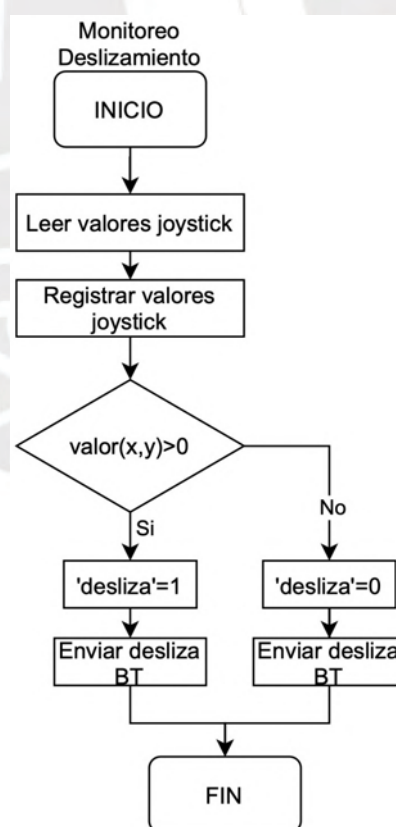 Monitoreo
Deslizamiento
INICIO
Leer valores joystick
Registrar valores
joystick
valor(x,y)>0
Si
No
'desliza'=1
'desliza'=0
Enviar desliza
BT
Enviar desliza
BT
FIN